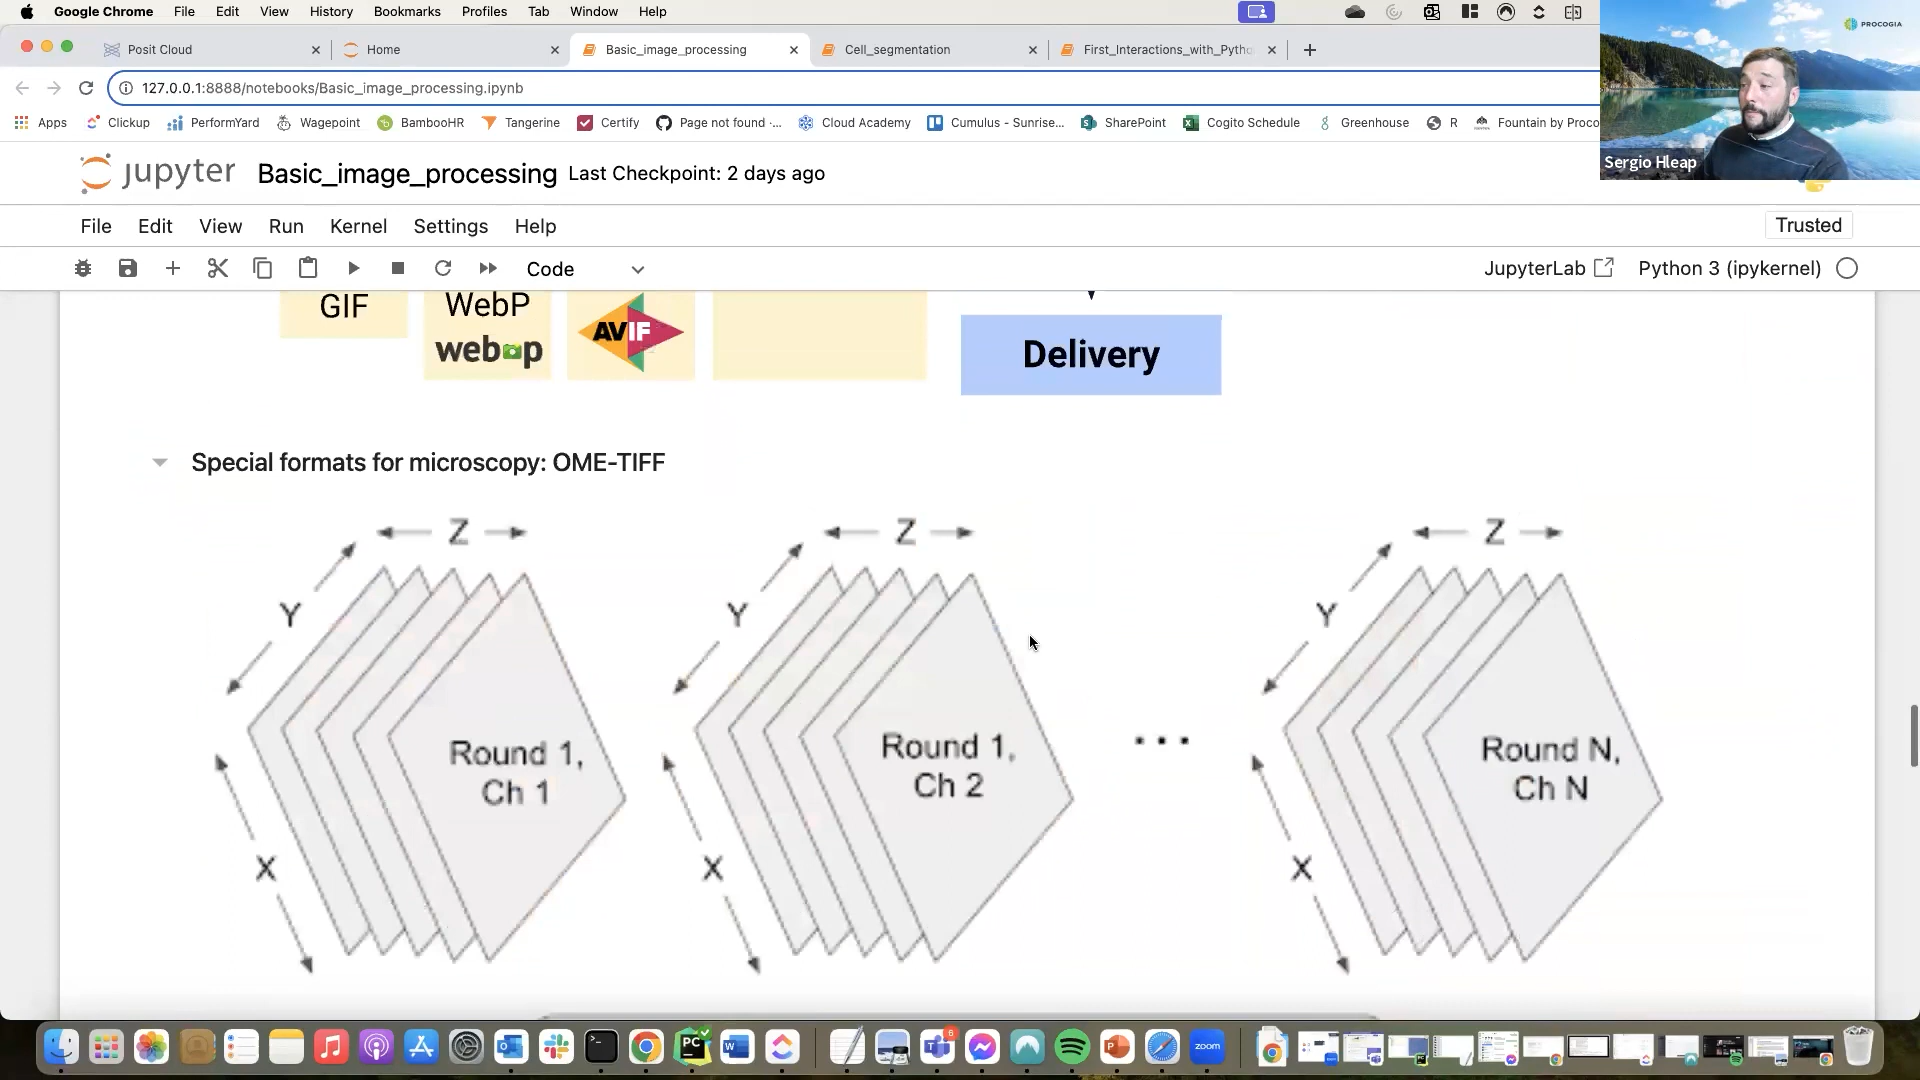 Google Chrome File Edit View History Bookmarks Profiles Tab Window Help
PROCOGIA
Posit Cloud Home Basic_image_processing Cell_segmentation First_Interactions_with_Pytho
127.0.0.1:8888/notebooks/Basic_image_processing.ipynb
Apps Clickup PerformYard Wagepoint BambooHR Tangerine Certify Page not found ·... Cloud Academy Cumulus - Sunrise... SharePoint Cogito Schedule Greenhouse R Fountain by Proco
Sergio Hleap
jupyter Basic_image_processing Last Checkpoint: 2 days ago
File Edit View Run Kernel Settings Help
Trusted
Code
JupyterLab Python 3 (ipykernel)
GIF WebP
webp
AVIF
Delivery
Special formats for microscopy: OME-TIFF
Z Z Z
Y Y Y
Round 1,
Ch 1
Round 1,
Ch 2
...
Round N,
Ch N
X X X
PC W 6 zoom